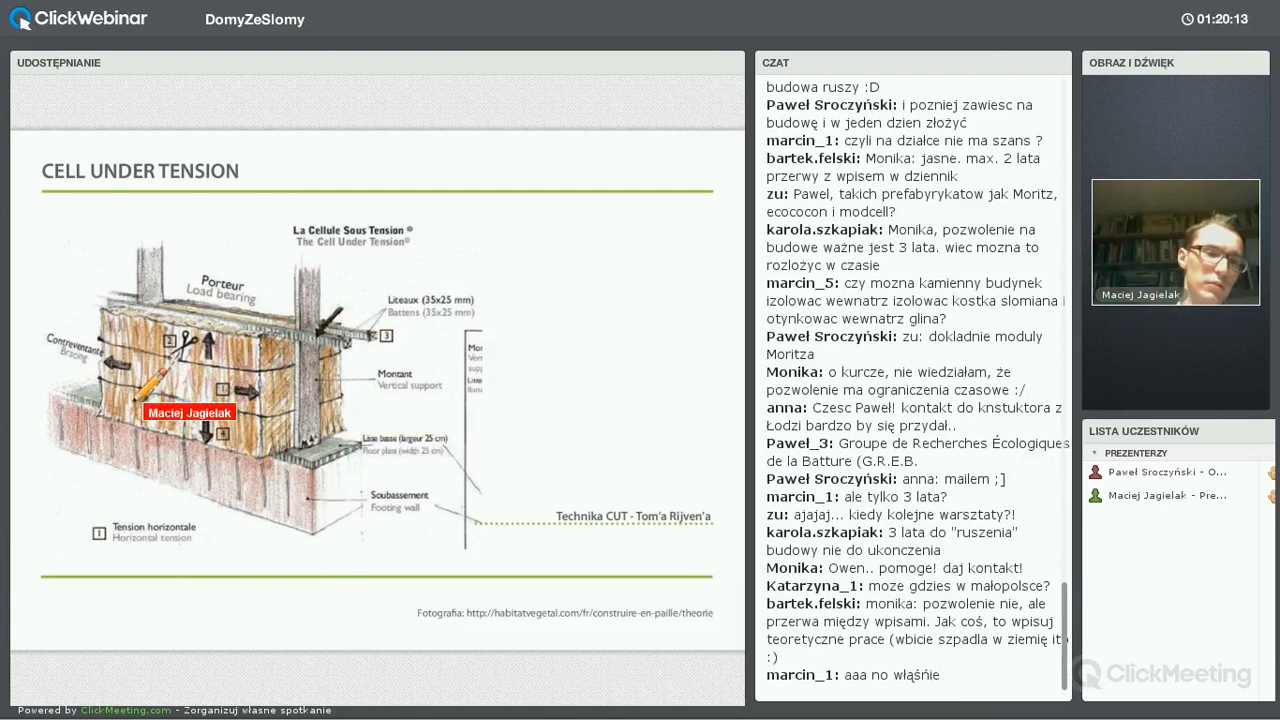 ClickWebinar
DomyZeSlomy
01:20:13
UDOSTĘPNIANIE
CELL UNDER TENSION
La Cellule Sous Tension ©
The Cell Under Tension©
Porteur
Load bearing
Liteaux (35x25 mm)
Battens (35x25 mm)
Contreventante
Bracing
2
3
1
4
Montant
Vertical support
Maciej Jagielak
Lisse basse (largeur 25 cm)
Floor plate (width 25 cm)
Soubassement
Footing wall
1 Tension horizontale
Horizontal tension
Technika CUT - Tom'a Rijven'a
Fotografia: http://habitatvegetal.com/fr/construire-en-paille/theorie
CZAT
budowa ruszy :D
Paweł Sroczyński: i pozniej zawiesc na
budowę i w jeden dzien złożyć
marcin_1: czyli na działce nie ma szans ?
bartek.felski: Monika: jasne. max. 2 lata
przerwy z wpisem w dziennik
zu: Pawel, takich prefabyrykatow jak Moritz,
ecococon i modcell?
karola.szkapiak: Monika, pozwolenie na
budowe ważne jest 3 lata. wiec mozna to
rozlożyc w czasie
marcin_5: czy mozna kamienny budynek
izolowac wewnatrz izolowac kostka slomiana i
otynkowac wewnatrz glina?
Paweł Sroczyński: zu: dokladnie moduly
Moritza
Monika: o kurcze, nie wiedziałam, że
pozwolenie ma ograniczenia czasowe :/
anna: Czesc Paweł! kontakt do knstuktora z
Łodzi bardzo by się przydał..
Paweł_3: Groupe de Recherches Écologiques
de la Batture (G.R.E.B.
Paweł Sroczyński: anna: mailem ;]
marcin_1: ale tylko 3 lata?
zu: ajajaj... kiedy kolejne warsztaty?!
karola.szkapiak: 3 lata do "ruszenia"
budowy nie do ukonczenia
Monika: Owen.. pomoge! daj kontakt!
Katarzyna_1: moze gdzies w małopolsce?
bartek.felski: monika: pozwolenie nie, ale
przerwa między wpisami. Jak coś, to wpisuj
teoretyczne prace (wbicie szpadla w ziemię itp
:)
marcin_1: aaa no włąśńie
OBRAZ I DŹWIĘK
Maciej Jagielak
LISTA UCZESTNIKÓW
PREZENTERZY
Paweł Sroczyński - O...
Maciej Jagielak - Pre...
ClickMeeting
Powered by ClickMeeting.com - Zorganizuj własne spotkanie